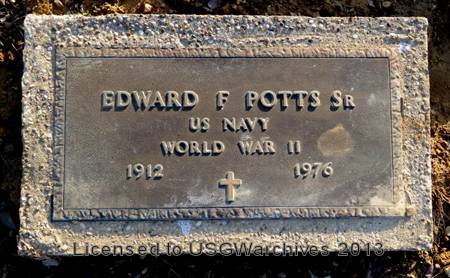 EDWARD F POTTS SR
US NAVY
WORLD WAR II
1912 1976
Licensed to USGWarchives 2013